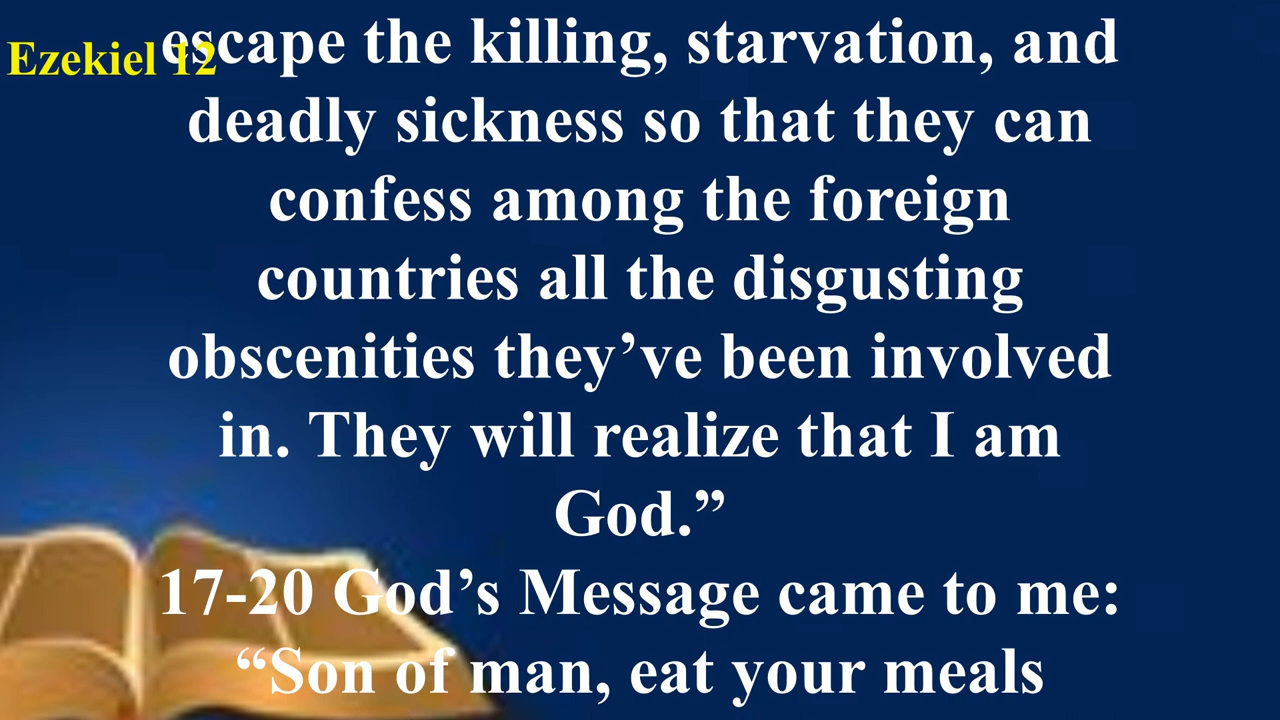 Ezekiel 12
escape the killing, starvation, and
deadly sickness so that they can
confess among the foreign
countries all the disgusting
obscenities they’ve been involved
in. They will realize that I am
God.”
17-20 God’s Message came to me:
“Son of man, eat your meals